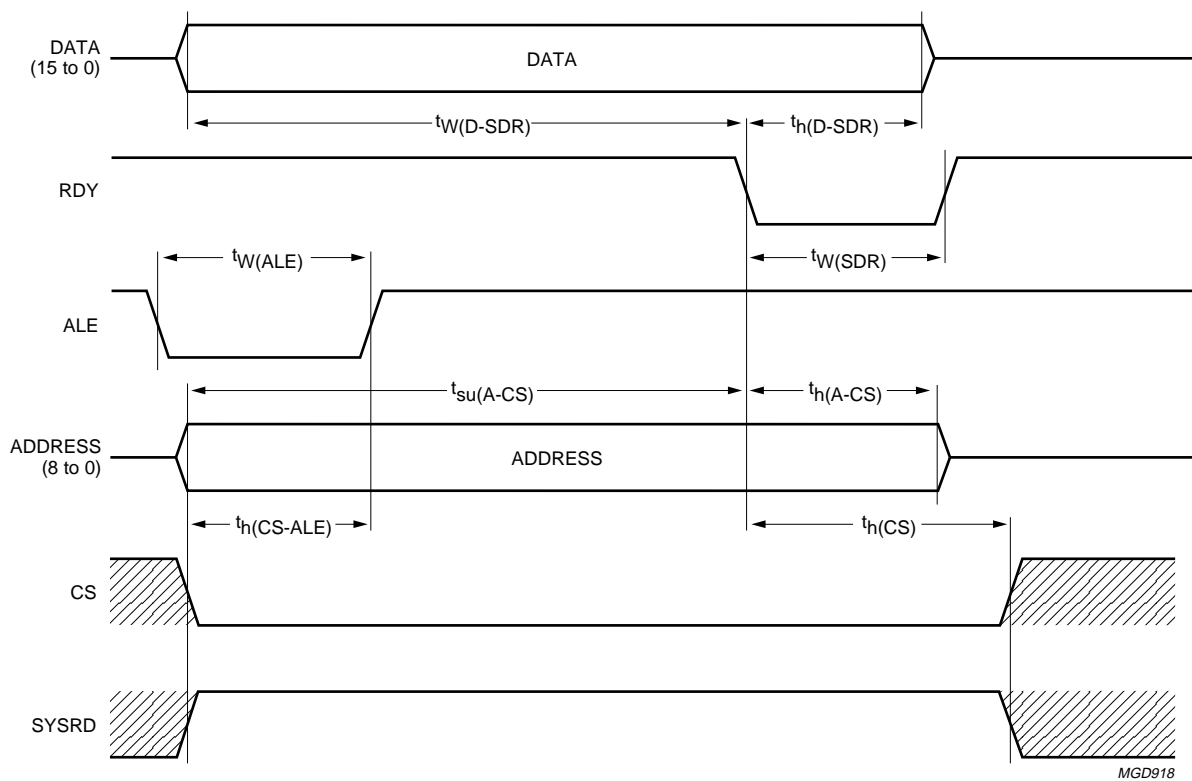 DATA
(15 to 0)
DATA
tW(D-SDR)
th(D-SDR)
RDY
tW(ALE)
tW(SDR)
ALE
tsu(A-CS)
th(A-CS)
ADDRESS
(8 to 0)
ADDRESS
th(CS-ALE)
th(CS)
CS
SYSRD
MGD918